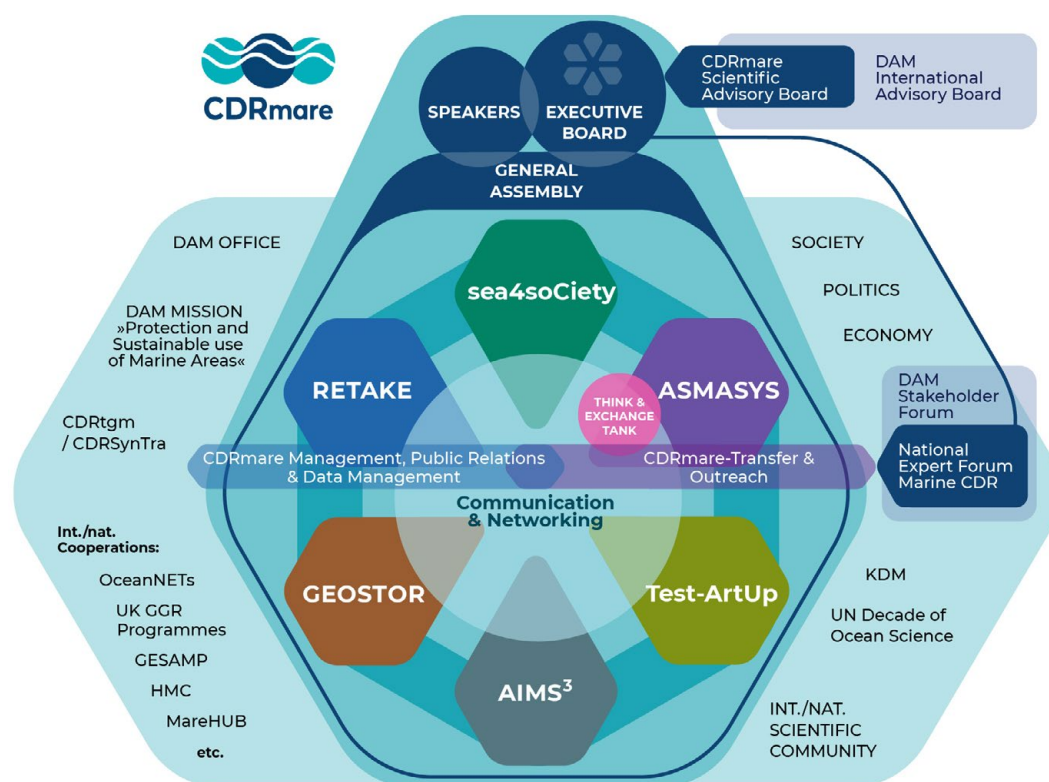 CDRmare
SPEAKERS
EXECUTIVE
BOARD
CDRmare
Scientific
Advisory Board
DAM
International
Advisory Board
GENERAL
ASSEMBLY
DAM OFFICE
DAM MISSION
»Protection and
Sustainable use
of Marine Areas«
CDRtgm
/ CDRSynTra
Int./nat.
Cooperations:
OceanNETs
UK GGR
Programmes
GESAMP
HMC
MareHUB
etc.
sea4soCiety
RETAKE
ASMASYS
THINK &
EXCHANGE
TANK
CDRmare Management, Public Relations
& Data Management
CDRmare-Transfer &
Outreach
Communication
& Networking
GEOSTOR
Test-ArtUp
AIMS³
SOCIETY
POLITICS
ECONOMY
DAM
Stakeholder
Forum
National
Expert Forum
Marine CDR
KDM
UN Decade of
Ocean Science
INT./NAT.
SCIENTIFIC
COMMUNITY